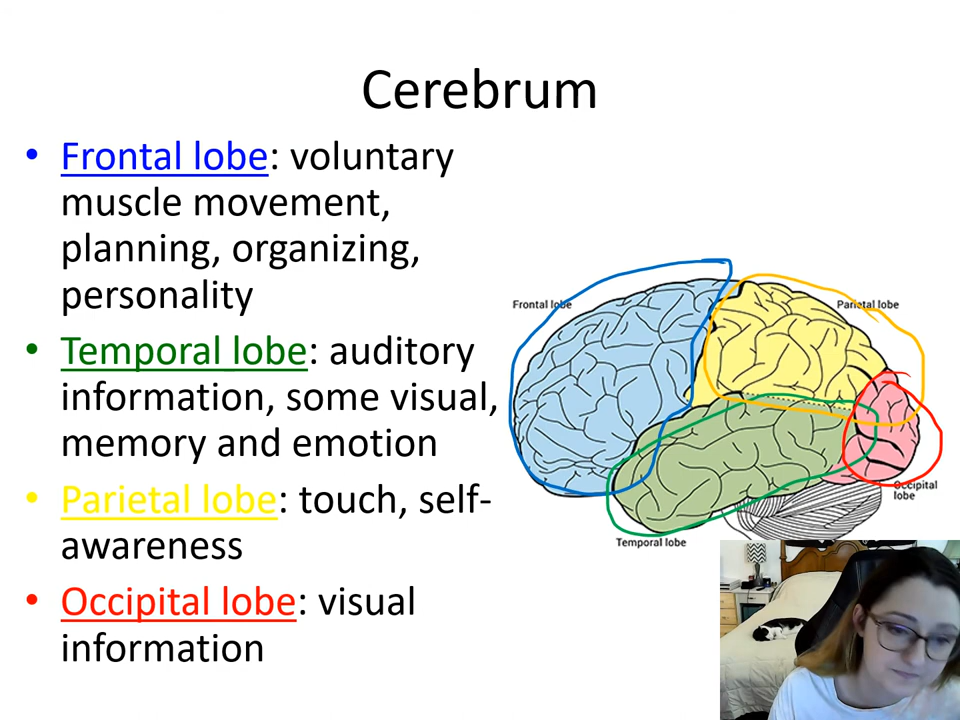 Cerebrum
• Frontal lobe: voluntary
muscle movement,
planning, organizing,
personality
• Temporal lobe: auditory
information, some visual,
memory and emotion
• Parietal lobe: touch, self-
awareness
• Occipital lobe: visual
information
Frontal lobe
Parietal lobe
Occipital
lobe
Temporal lobe